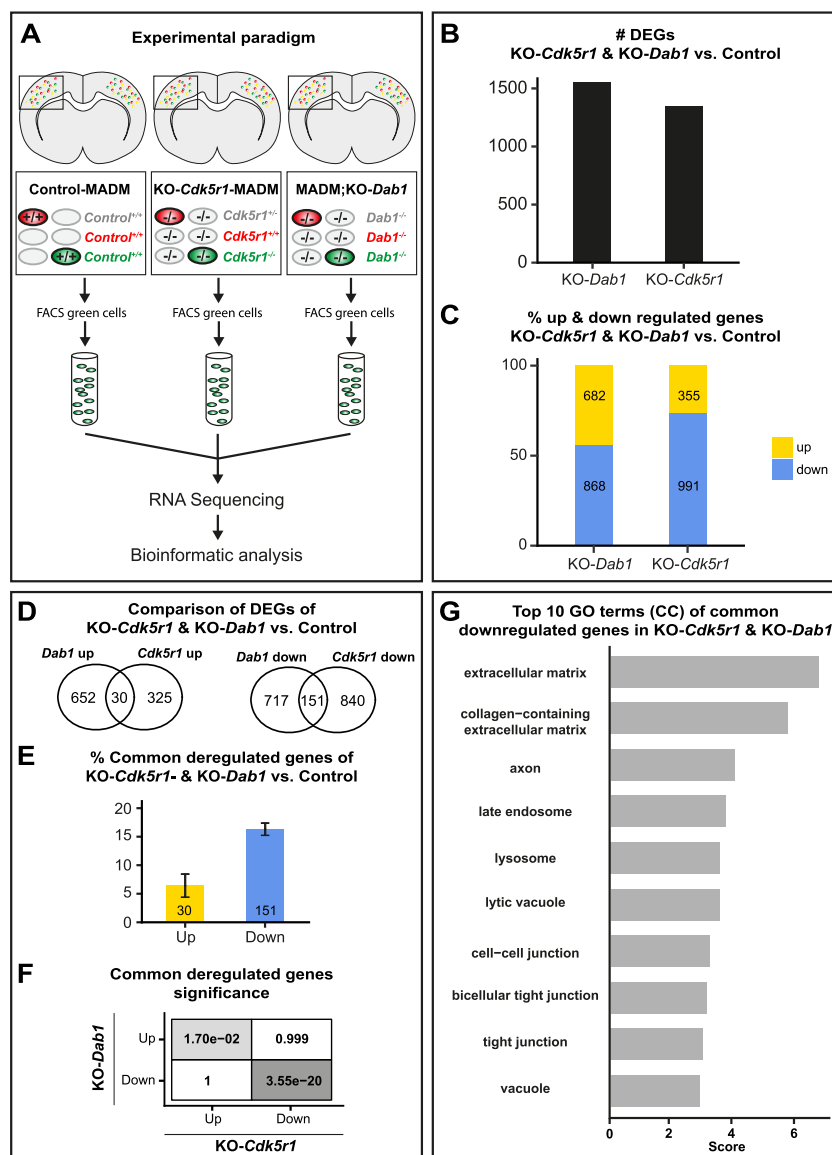 A
Experimental paradigm
Control-MADM
+/+
Control+/+
Control+/+
+/+
Control+/+
KO-Cdk5r1-MADM
-/-
-/-
Cdk5r1+/-
-/-
-/-
Cdk5r1+/+
-/-
-/-
Cdk5r1-/-
MADM;KO-Dab1
-/-
-/-
Dab1-/-
-/-
-/-
Dab1-/-
-/-
-/-
Dab1-/-
FACS green cells
FACS green cells
FACS green cells
RNA Sequencing
Bioinformatic analysis
B
# DEGs
KO-Cdk5r1 & KO-Dab1 vs. Control
1500
1000
500
0
KO-Dab1
KO-Cdk5r1
C
% up & down regulated genes
KO-Cdk5r1 & KO-Dab1 vs. Control
100
50
0
682
868
355
991
KO-Dab1
KO-Cdk5r1
up
down
D
Comparison of DEGs of
KO-Cdk5r1 & KO-Dab1 vs. Control
Dab1 up
Cdk5r1 up
652
30
325
Dab1 down
Cdk5r1 down
717
151
840
E
% Common deregulated genes of
KO-Cdk5r1- & KO-Dab1 vs. Control
20
15
10
5
0
30
151
Up
Down
F
Common deregulated genes
significance
KO-Dab1
Up
1.70e−02
0.999
Down
1
3.55e−20
Up
Down
KO-Cdk5r1
G
Top 10 GO terms (CC) of common
downregulated genes in KO-Cdk5r1 & KO-Dab1
extracellular matrix
collagen−containing
extracellular matrix
axon
late endosome
lysosome
lytic vacuole
cell−cell junction
bicellular tight junction
tight junction
vacuole
0
2
4
6
Score